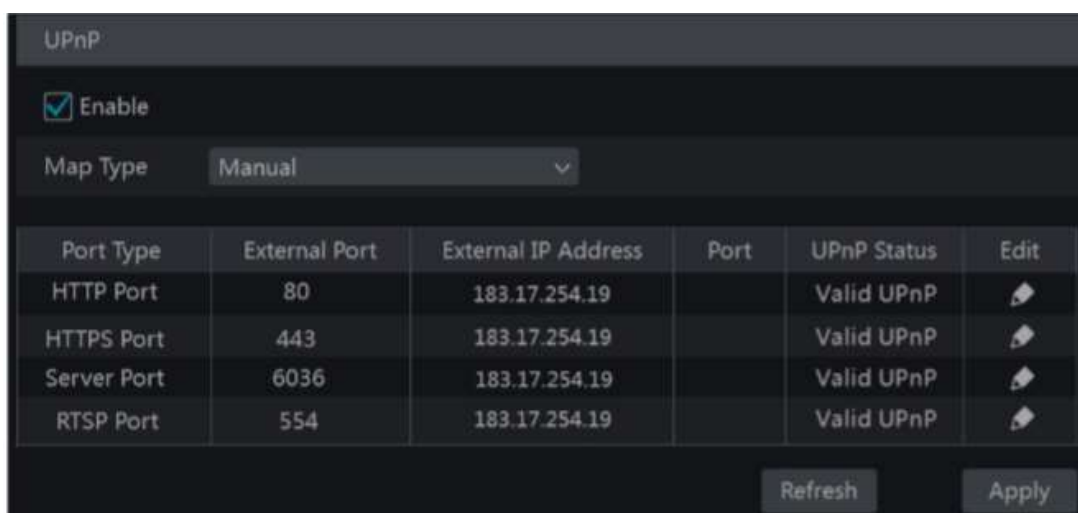 UPnP
Enable
Map Type Manual
Port Type External Port External IP Address Port UPnP Status Edit
HTTP Port 80 183.17.254.19 Valid UPnP
HTTPS Port 443 183.17.254.19 Valid UPnP
Server Port 6036 183.17.254.19 Valid UPnP
RTSP Port 554 183.17.254.19 Valid UPnP
Refresh Apply